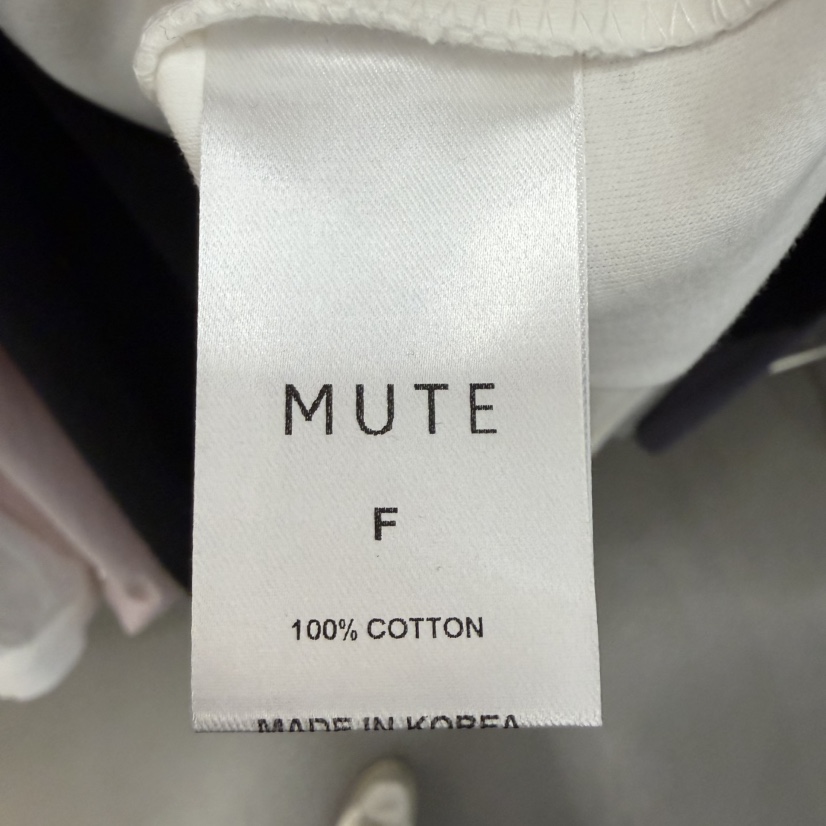 MUTE
F
100% COTTON
MADE IN KOREA